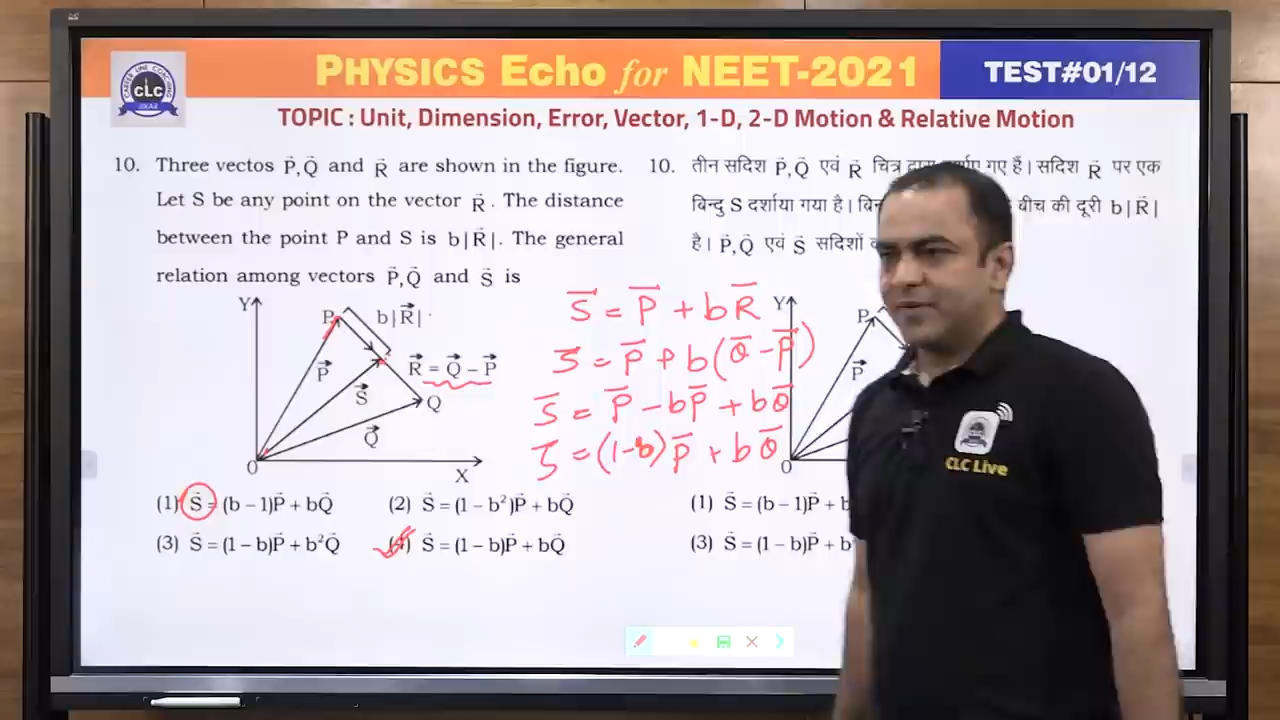 PHYSICS Echo for NEET-2021
TEST#01/12
CLC
TOPIC : Unit, Dimension, Error, Vector, 1-D, 2-D Motion & Relative Motion
10. Three vectos P⃗, Q⃗ and R⃗ are shown in the figure.
Let S be any point on the vector R⃗. The distance
between the point P and S is b|R⃗|. The general
relation among vectors P⃗, Q⃗ and S⃗ is
Y
P
b|R⃗|
P⃗
S⃗
R⃗ = Q⃗ − P⃗
Q
Q⃗
0
X
(1) S⃗ = (b − 1)P⃗ + bQ⃗
(2) S⃗ = (1 − b²)P⃗ + bQ⃗
(3) S⃗ = (1 − b)P⃗ + b²Q⃗
(4) S⃗ = (1 − b)P⃗ + bQ⃗
S̄ = P̄ + bR̄
S̄ = P̄ + b(Q̄ - P̄)
S̄ = P̄ - bP̄ + bQ̄
S̄ = (1-b)P̄ + bQ̄
10. तीन सदिश P⃗, Q⃗ एवं R⃗ चित्र गए हैं। सदिश R⃗ पर एक
बिन्दु S दर्शाया गया है। बीच की दूरी b|R⃗|
है। P⃗, Q⃗ एवं S⃗ सदिशों
Y
P
P⃗
0
(1) S⃗ = (b − 1)P⃗ + b
(3) S⃗ = (1 − b)P⃗ + b
CLC Live
CLC